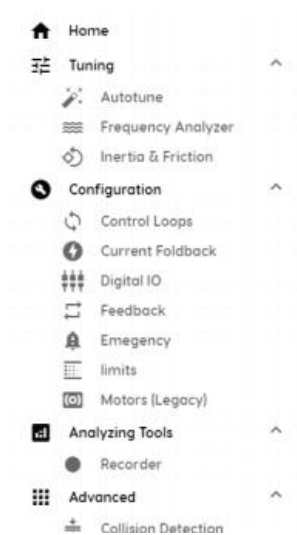 Home
Tuning
Autotune
Frequency Analyzer
Inertia & Friction
Configuration
Control Loops
Current Foldback
Digital IO
Feedback
Emegency
limits
Motors (Legacy)
Analyzing Tools
Recorder
Advanced
Collision Detection